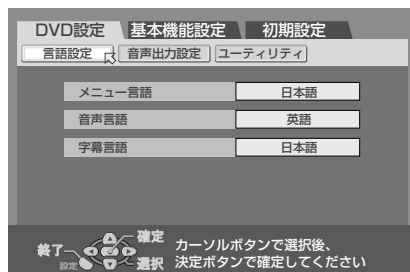 DVD設定 基本機能設定 初期設定
言語設定 音声出力設定 ユーティリティ
メニュー言語 日本語
音声言語 英語
字幕言語 日本語
確定
終了
設定
選択
カーソルボタンで選択後、
決定ボタンで確定してください